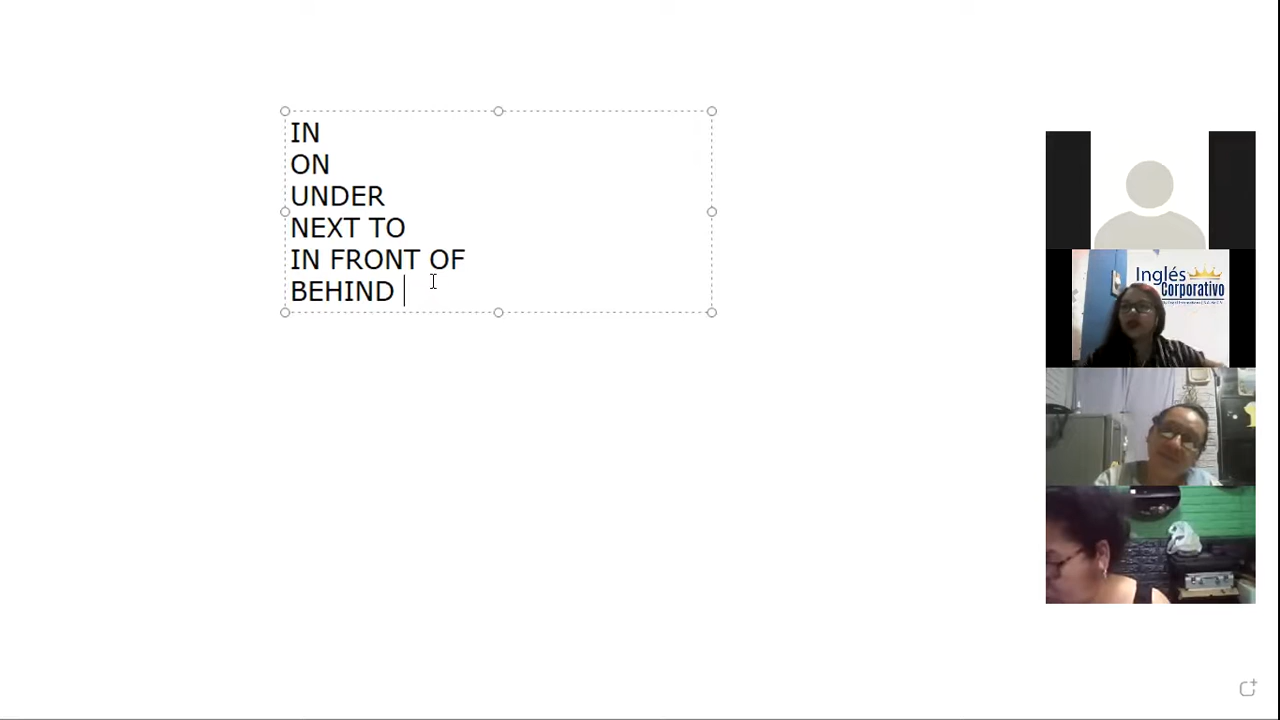 IN
ON
UNDER
NEXT TO
IN FRONT OF
BEHIND
Inglés
Corporativo